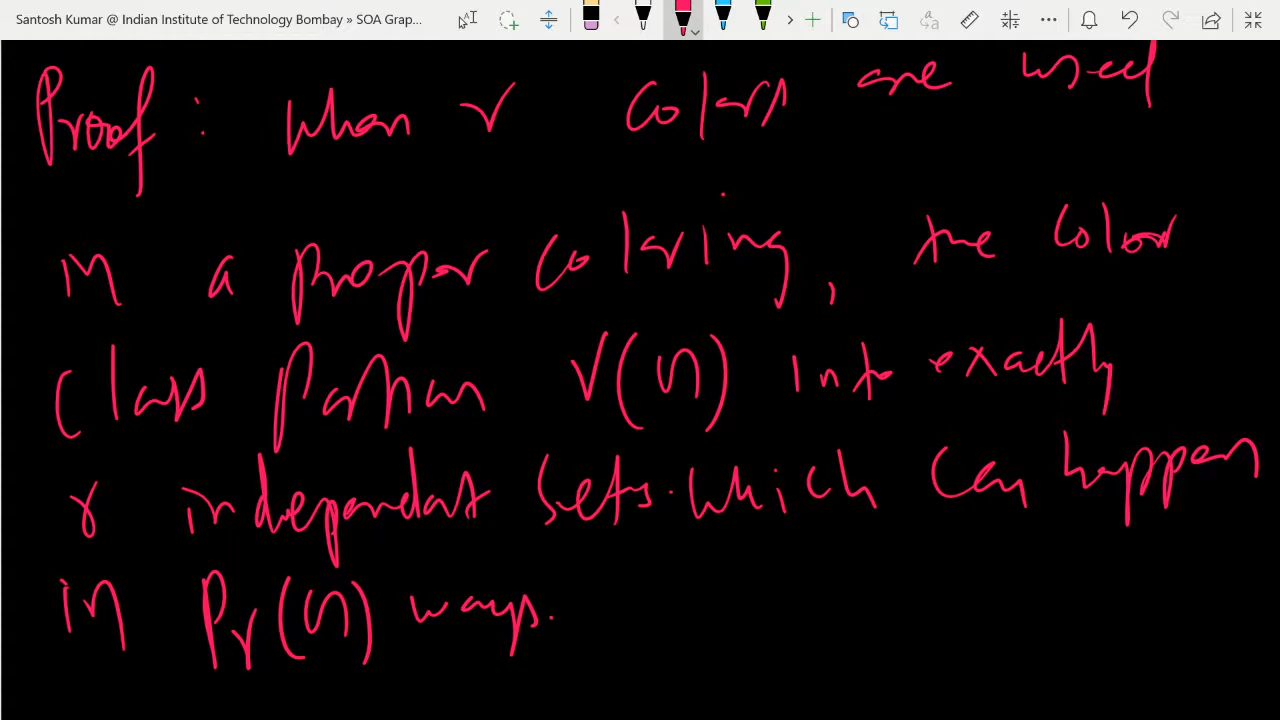 Santosh Kumar @ Indian Institute of Technology Bombay » SOA Grap...
Proof : When r colors are used
in a proper coloring, the color
class partition V(G) into exactly
r independent sets. which can happen
in Pr(G) ways.